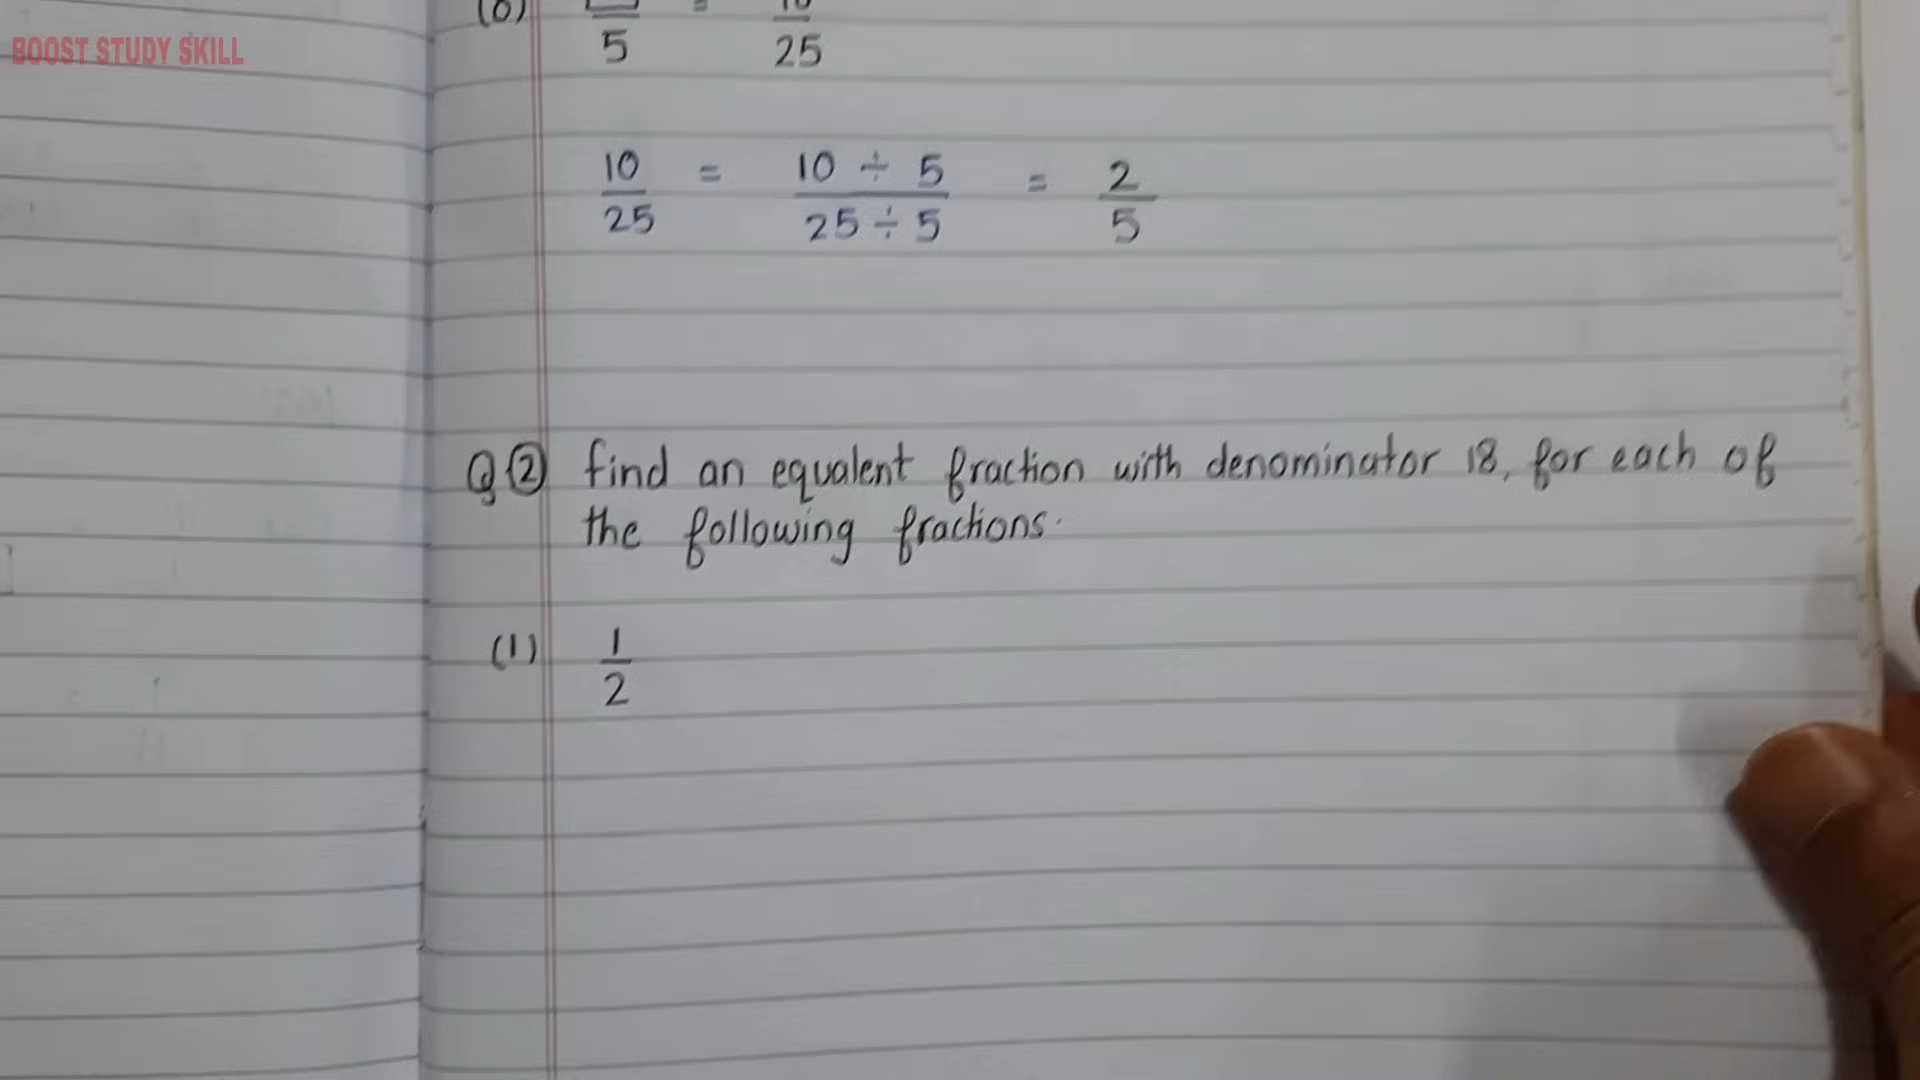 BOOST STUDY SKILL
5 25
10/25 = 10 ÷ 5/25 ÷ 5 = 2/5
Q② find an equalent fraction with denominator 18, for each of
the following fractions.
(1) 1/2